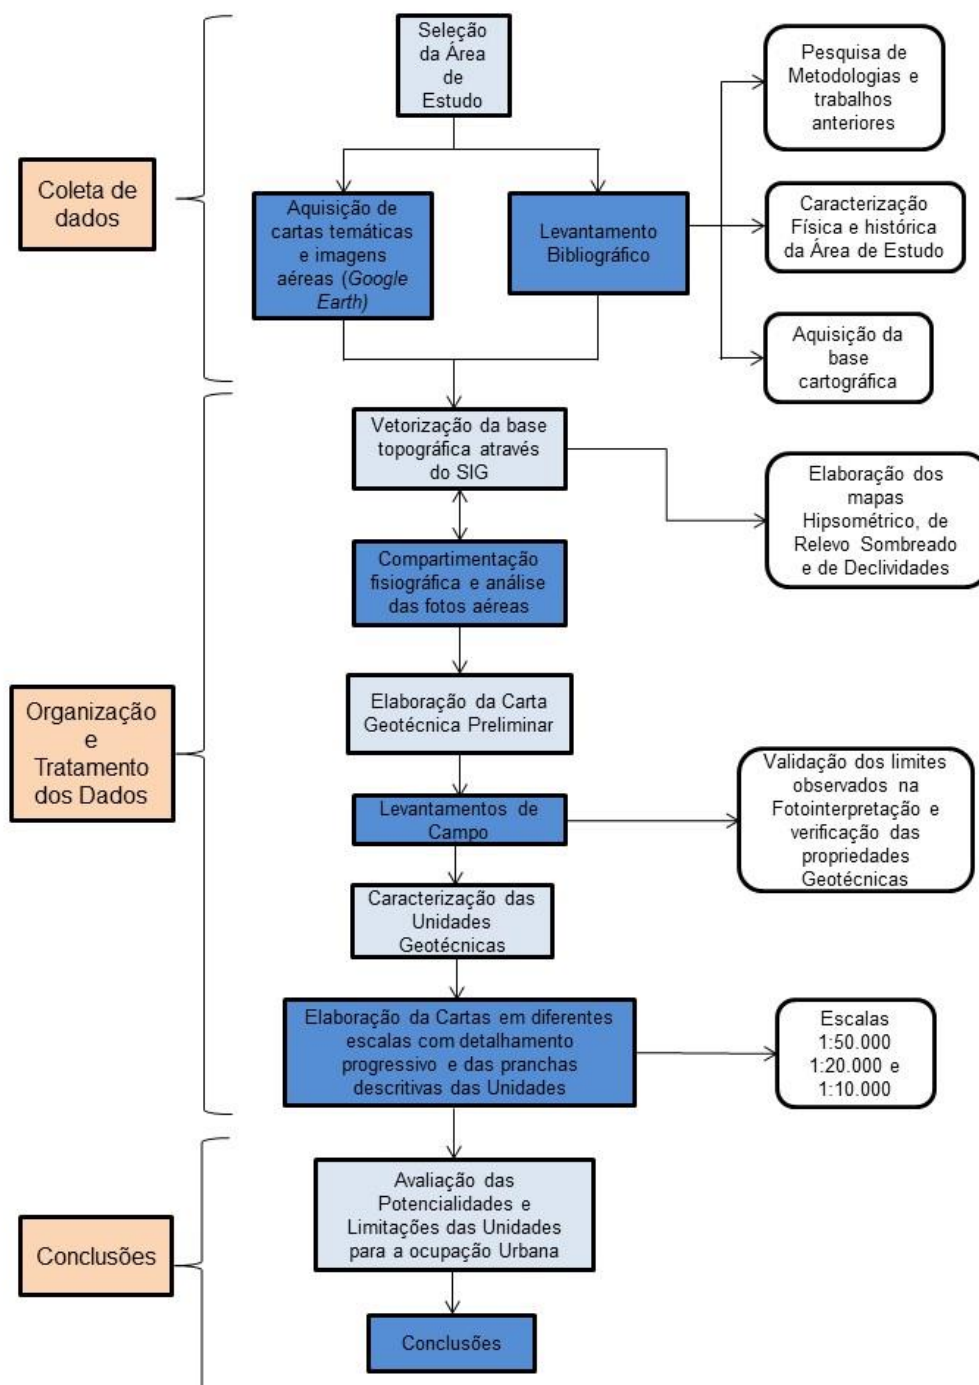 Seleção
da Área
de
Estudo
Pesquisa de
Metodologias e
trabalhos
anteriores
Coleta de
dados
Aquisição de
cartas temáticas
e imagens
aéreas (Google
Earth)
Levantamento
Bibliográfico
Caracterização
Física e histórica
da Área de Estudo
Aquisição da
base
cartográfica
Vetorização da base
topográfica através
do SIG
Elaboração dos
mapas
Hipsométrico, de
Relevo Sombreado
e de Declividades
Compartimentação
fisiográfica e análise
das fotos aéreas
Organização
e
Tratamento
dos Dados
Elaboração da Carta
Geotécnica Preliminar
Levantamentos de
Campo
Validação dos limites
observados na
Fotointerpretação e
verificação das
propriedades
Geotécnicas
Caracterização das
Unidades
Geotécnicas
Elaboração da Cartas em diferentes
escalas com detalhamento
progressivo e das pranchas
descritivas das Unidades
Escalas
1:50.000
1:20.000 e
1:10.000
Conclusões
Avaliação das
Potencialidades e
Limitações das Unidades
para a ocupação Urbana
Conclusões